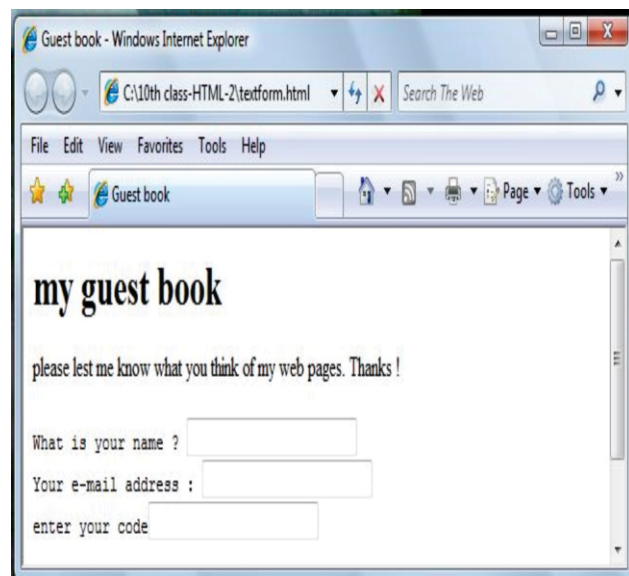 Guest book - Windows Internet Explorer
C:\10th class-HTML-2\textform.html
Search The Web
File Edit View Favorites Tools Help
Guest book
Page
Tools
my guest book
please lest me know what you think of my web pages. Thanks !
What is your name ?
Your e-mail address :
enter your code